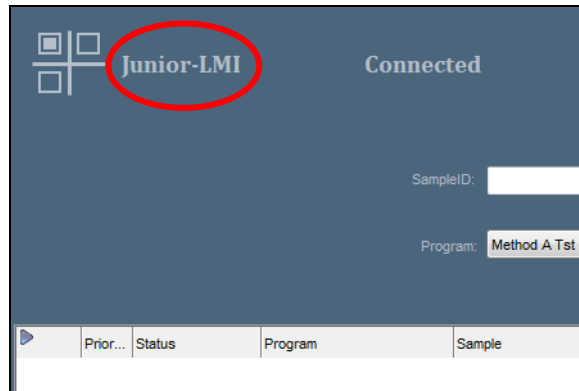 Junior-LMI Connected
SampleID:
Program: Method A Tst
Prior... Status Program Sample